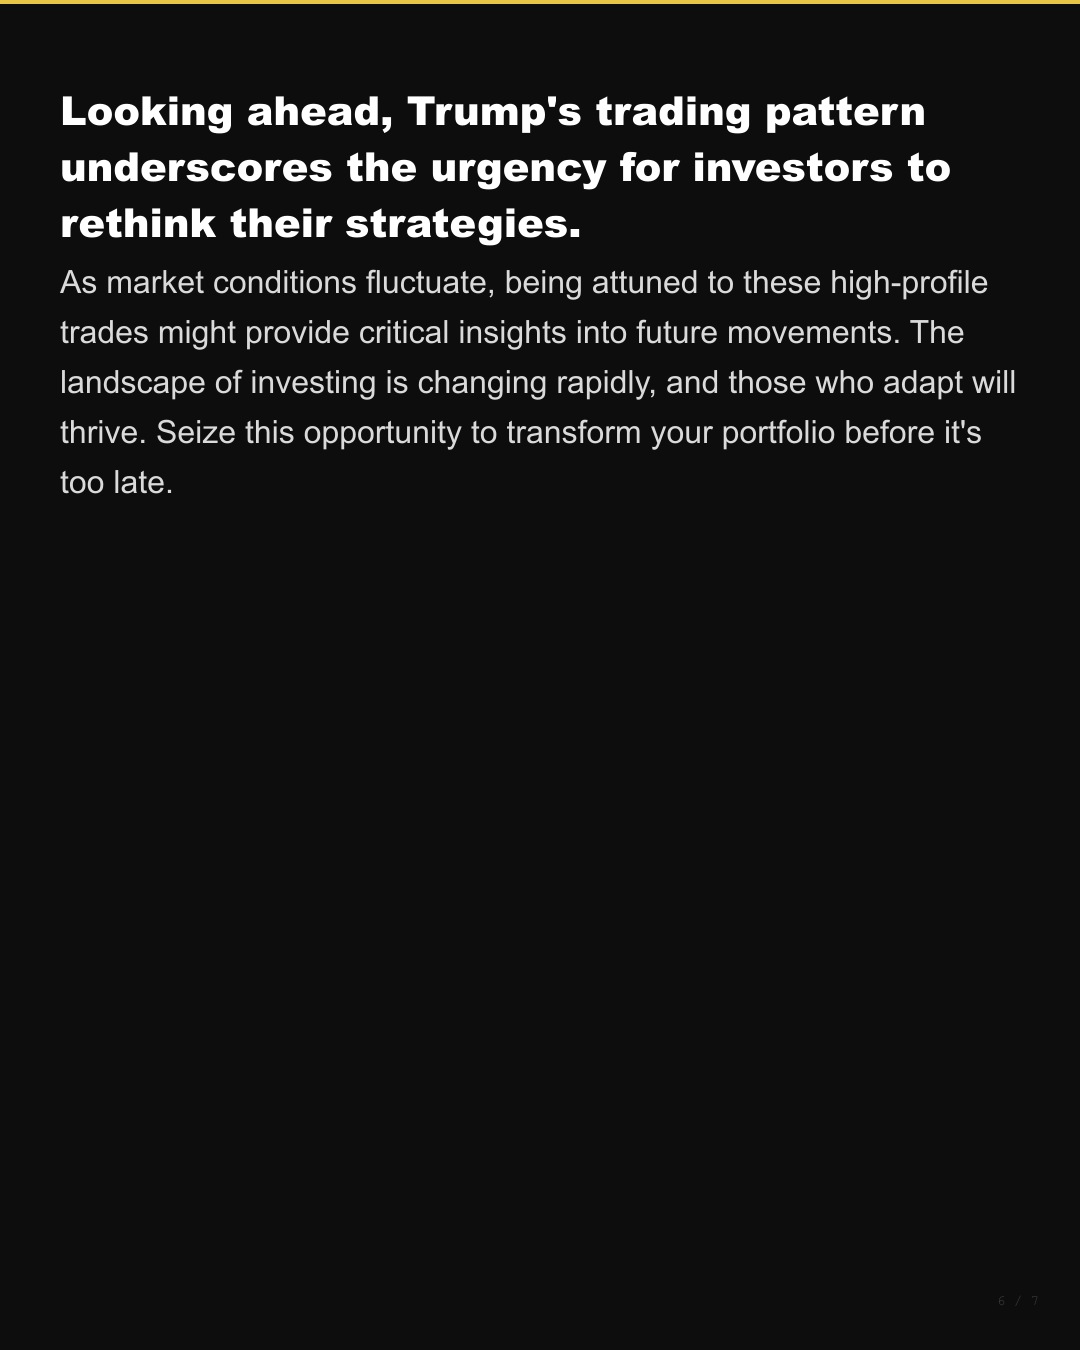 Looking ahead, Trump's trading pattern
underscores the urgency for investors to
rethink their strategies.
As market conditions fluctuate, being attuned to these high-profile
trades might provide critical insights into future movements. The
landscape of investing is changing rapidly, and those who adapt will
thrive. Seize this opportunity to transform your portfolio before it's
too late.
6 / 7